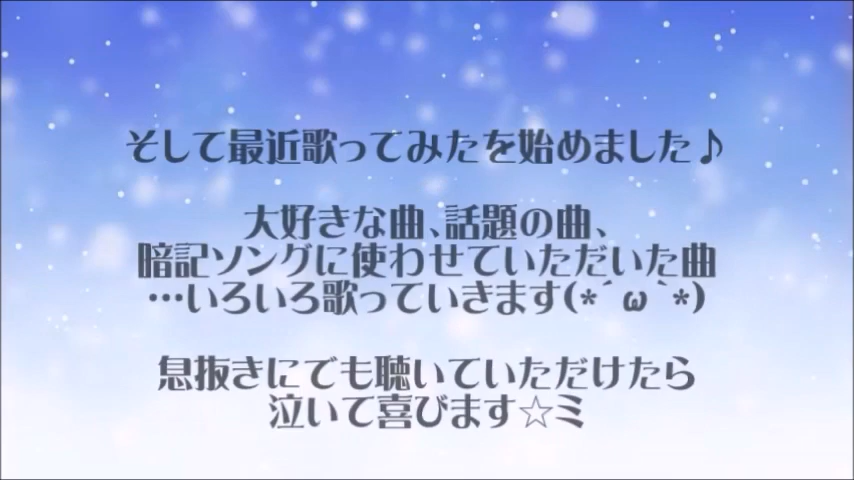 そして最近歌ってみたを始めました♪
大好きな曲、話題の曲、
暗記ソングに使わせていただいた曲
…いろいろ歌っていきます(*´ω`*)
息抜きにでも聴いていただけたら
泣いて喜びます☆ミ